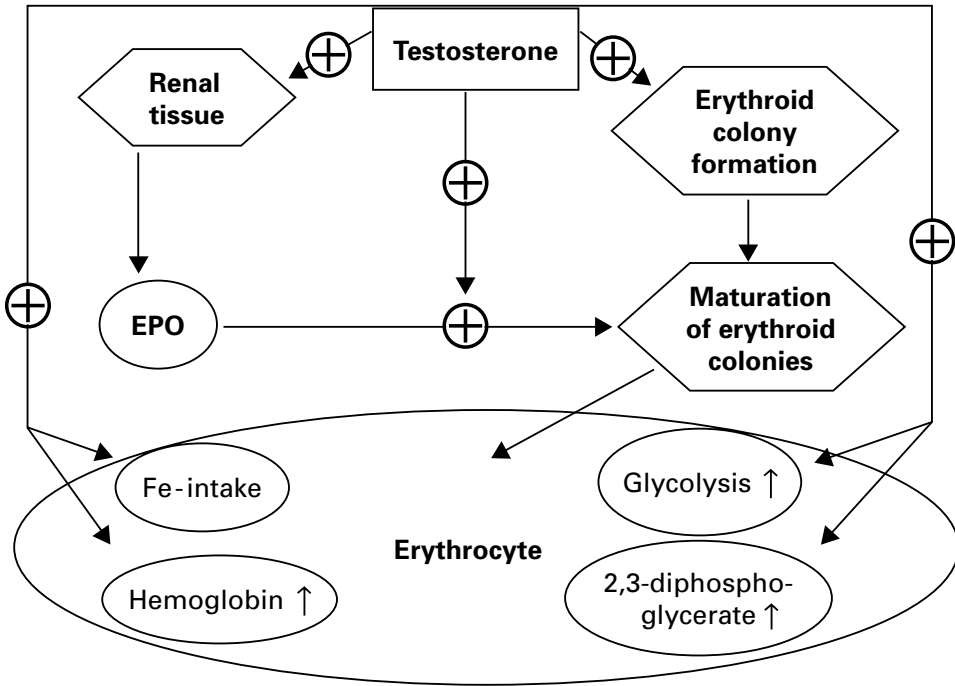 Testosterone
Renal
tissue
Erythroid
colony
formation
EPO
Maturation
of erythroid
colonies
Fe-intake
Glycolysis ↑
Erythrocyte
Hemoglobin ↑
2,3-diphospho-
glycerate ↑